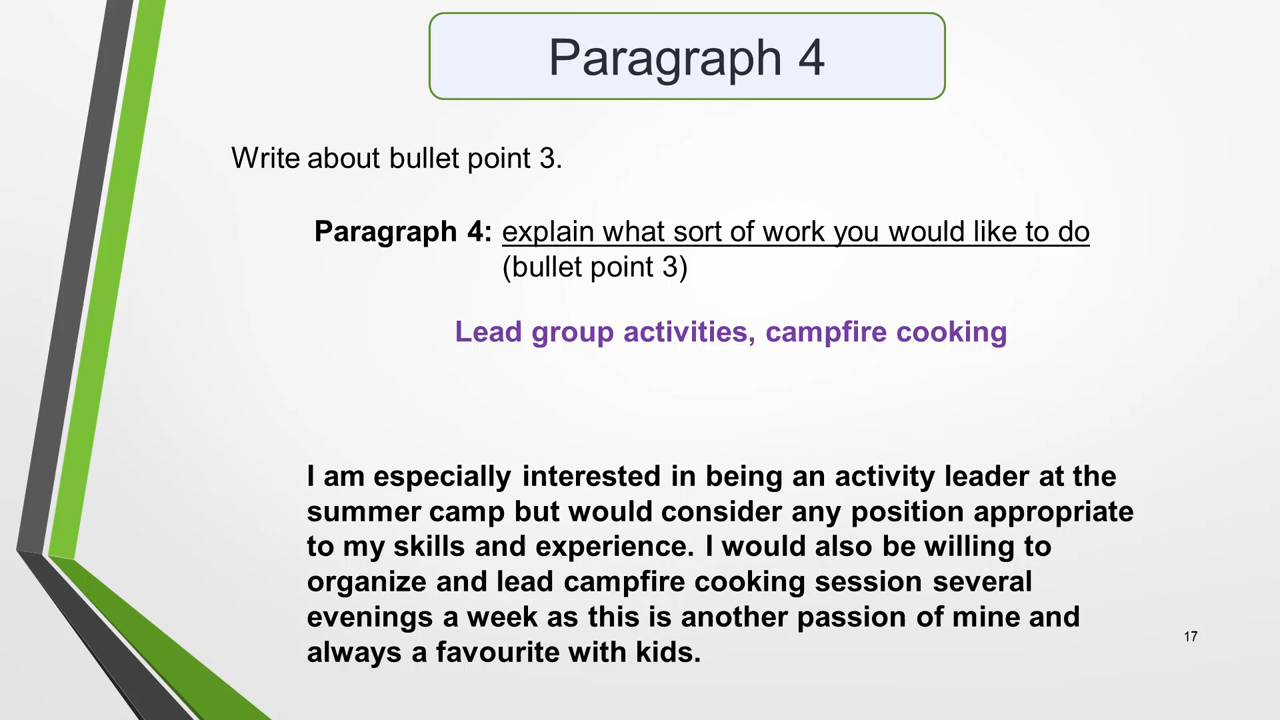 Paragraph 4
Write about bullet point 3.
Paragraph 4: explain what sort of work you would like to do
(bullet point 3)
Lead group activities, campfire cooking
I am especially interested in being an activity leader at the
summer camp but would consider any position appropriate
to my skills and experience. I would also be willing to
organize and lead campfire cooking session several
evenings a week as this is another passion of mine and
always a favourite with kids.
17